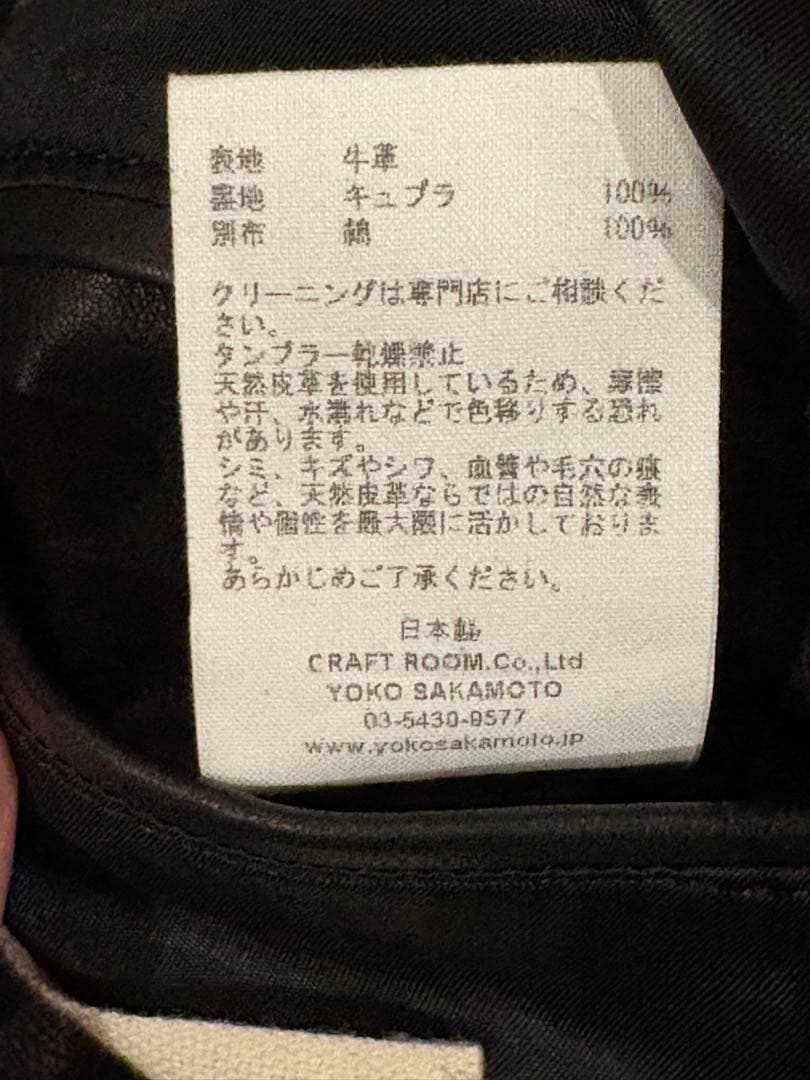 表地 牛革
裏地 キュプラ 100%
別布 綿 100%
クリーニングは専門店にご相談くだ
さい。
タンブラー乾燥禁止
天然皮革を使用しているため、摩擦
や汗、水濡れなどで色移りする恐れ
があります。
シミ、キズやシワ、血管や毛穴の痕
など、天然皮革ならではの自然な表
情や個性を最大限に活かしておりま
す。
あらかじめご了承ください。
日本製
CRAFT ROOM.Co.,Ltd
YOKO SAKAMOTO
03-5430-9577
www.yokosakamoto.jp